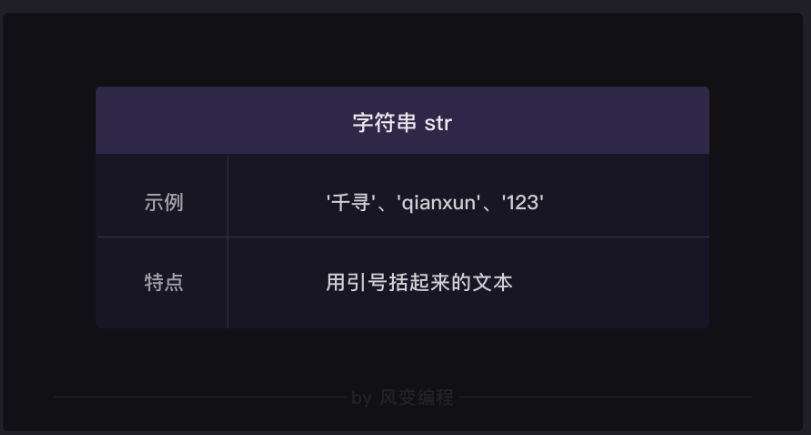 字符串 str
示例
'千寻'、'qianxun'、'123'
特点
用引号括起来的文本
by 风变编程